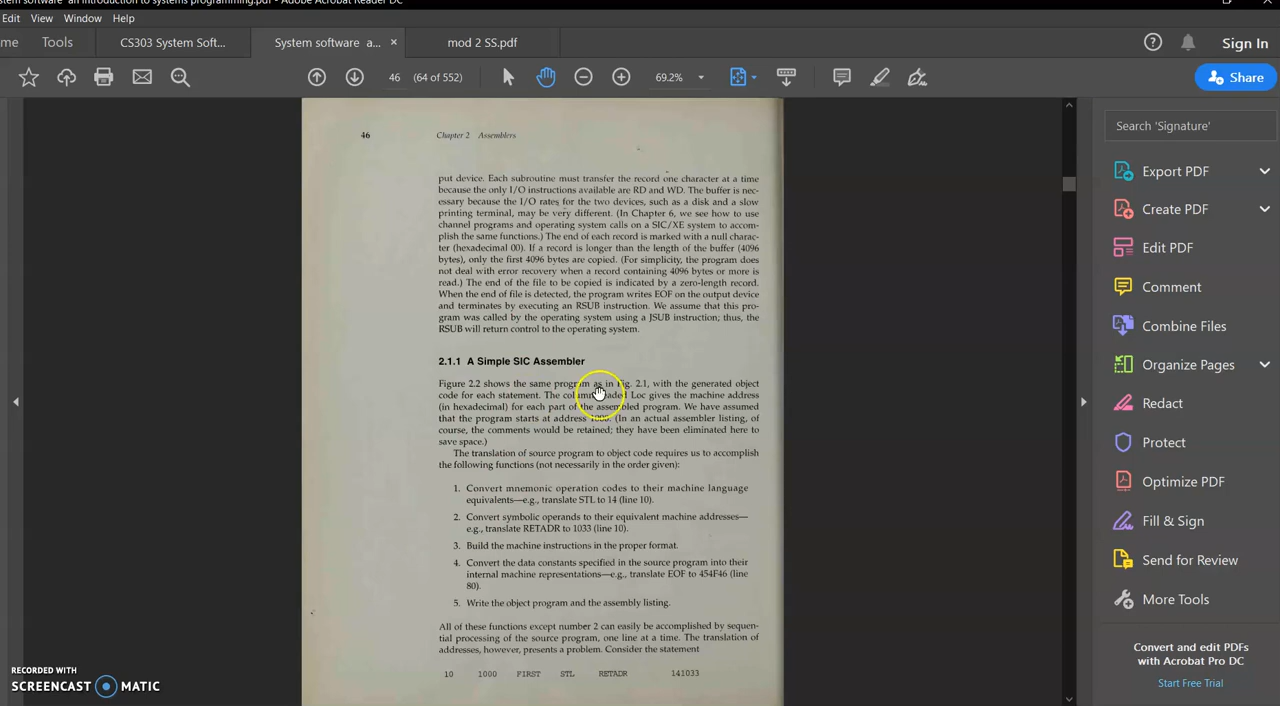 stem software an introduction to systems programming.pdf - Adobe Acrobat Reader DC
Edit View Window Help
me Tools CS303 System Soft... System software a... × mod 2 SS.pdf Sign In
46 (64 of 552) 69.2% Share
46 Chapter 2 Assemblers
put device. Each subroutine must transfer the record one character at a time
because the only I/O instructions available are RD and WD. The buffer is nec-
essary because the I/O rates for the two devices, such as a disk and a slow
printing terminal, may be very different. (In Chapter 6, we see how to use
channel programs and operating system calls on a SIC/XE system to accom-
plish the same functions.) The end of each record is marked with a null charac-
ter (hexadecimal 00). If a record is longer than the length of the buffer (4096
bytes), only the first 4096 bytes are copied. (For simplicity, the program does
not deal with error recovery when a record containing 4096 bytes or more is
read.) The end of the file to be copied is indicated by a zero-length record.
When the end of file is detected, the program writes EOF on the output device
and terminates by executing an RSUB instruction. We assume that this pro-
gram was called by the operating system using a JSUB instruction; thus, the
RSUB will return control to the operating system.
2.1.1 A Simple SIC Assembler
Figure 2.2 shows the same program as in Fig. 2.1, with the generated object
code for each statement. The column headed Loc gives the machine address
(in hexadecimal) for each part of the assembled program. We have assumed
that the program starts at address 1000. (In an actual assembler listing, of
course, the comments would be retained; they have been eliminated here to
save space.)
The translation of source program to object code requires us to accomplish
the following functions (not necessarily in the order given):
1. Convert mnemonic operation codes to their machine language
equivalents—e.g., translate STL to 14 (line 10).
2. Convert symbolic operands to their equivalent machine addresses—
e.g., translate RETADR to 1033 (line 10).
3. Build the machine instructions in the proper format.
4. Convert the data constants specified in the source program into their
internal machine representations—e.g., translate EOF to 454F46 (line
80).
5. Write the object program and the assembly listing.
All of these functions except number 2 can easily be accomplished by sequen-
tial processing of the source program, one line at a time. The translation of
addresses, however, presents a problem. Consider the statement
10 1000 FIRST STL RETADR 141033
Search 'Signature'
Export PDF
Create PDF
Edit PDF
Comment
Combine Files
Organize Pages
Redact
Protect
Optimize PDF
Fill & Sign
Send for Review
More Tools
Convert and edit PDFs
with Acrobat Pro DC
Start Free Trial
RECORDED WITH
SCREENCAST MATIC